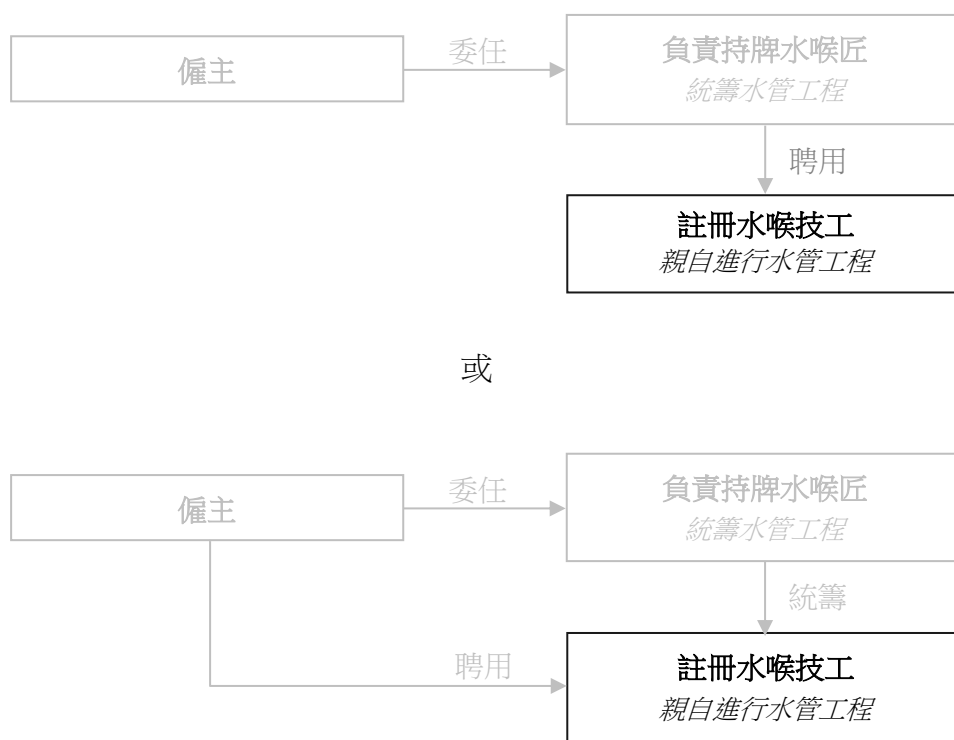 僱主
委任
負責持牌水喉匠
統籌水管工程
聘用
註冊水喉技工
親自進行水管工程
或
僱主
委任
負責持牌水喉匠
統籌水管工程
統籌
聘用
註冊水喉技工
親自進行水管工程